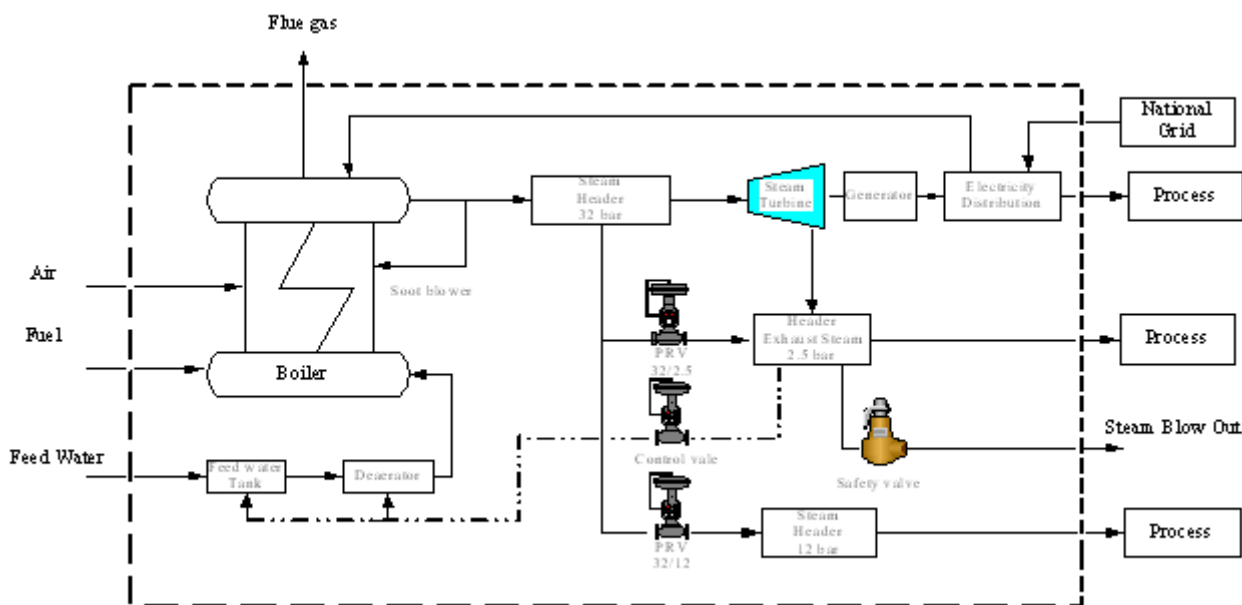 Flue gas
National
Grid
Steam
Header
32 bar
Steam
Turbine
Generator
Electricity
Distribution
Process
Air
Soot blower
Fuel
Header
Exhaust Steam
2.5 bar
Process
PRV
32/2.5
Boiler
Steam Blow Out
Feed Water
Feed water
Tank
Deaerator
Control vale
Safety valve
Steam
Header
12 bar
Process
PRV
32/12